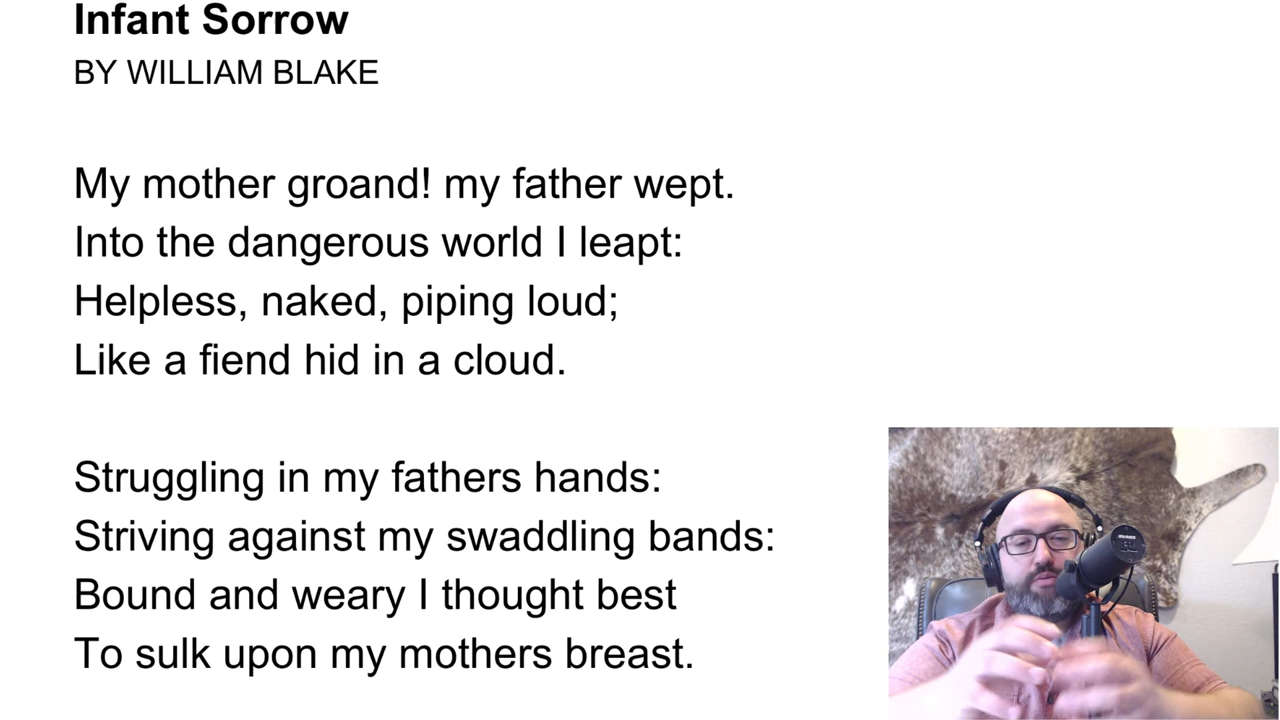 Infant Sorrow
BY WILLIAM BLAKE
My mother groand! my father wept.
Into the dangerous world I leapt:
Helpless, naked, piping loud;
Like a fiend hid in a cloud.
Struggling in my fathers hands:
Striving against my swaddling bands:
Bound and weary I thought best
To sulk upon my mothers breast.